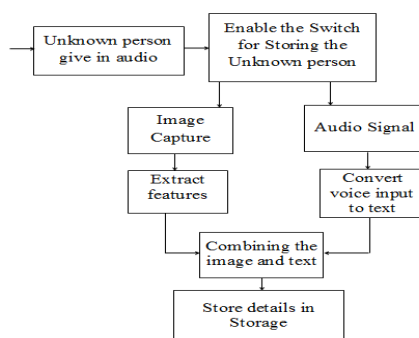 Unknown person
give in audio
Enable the Switch
for Storing the
Unknown person
Image
Capture
Audio Signal
Extract
features
Convert
voice input
to text
Combining the
image and text
Store details in
Storage